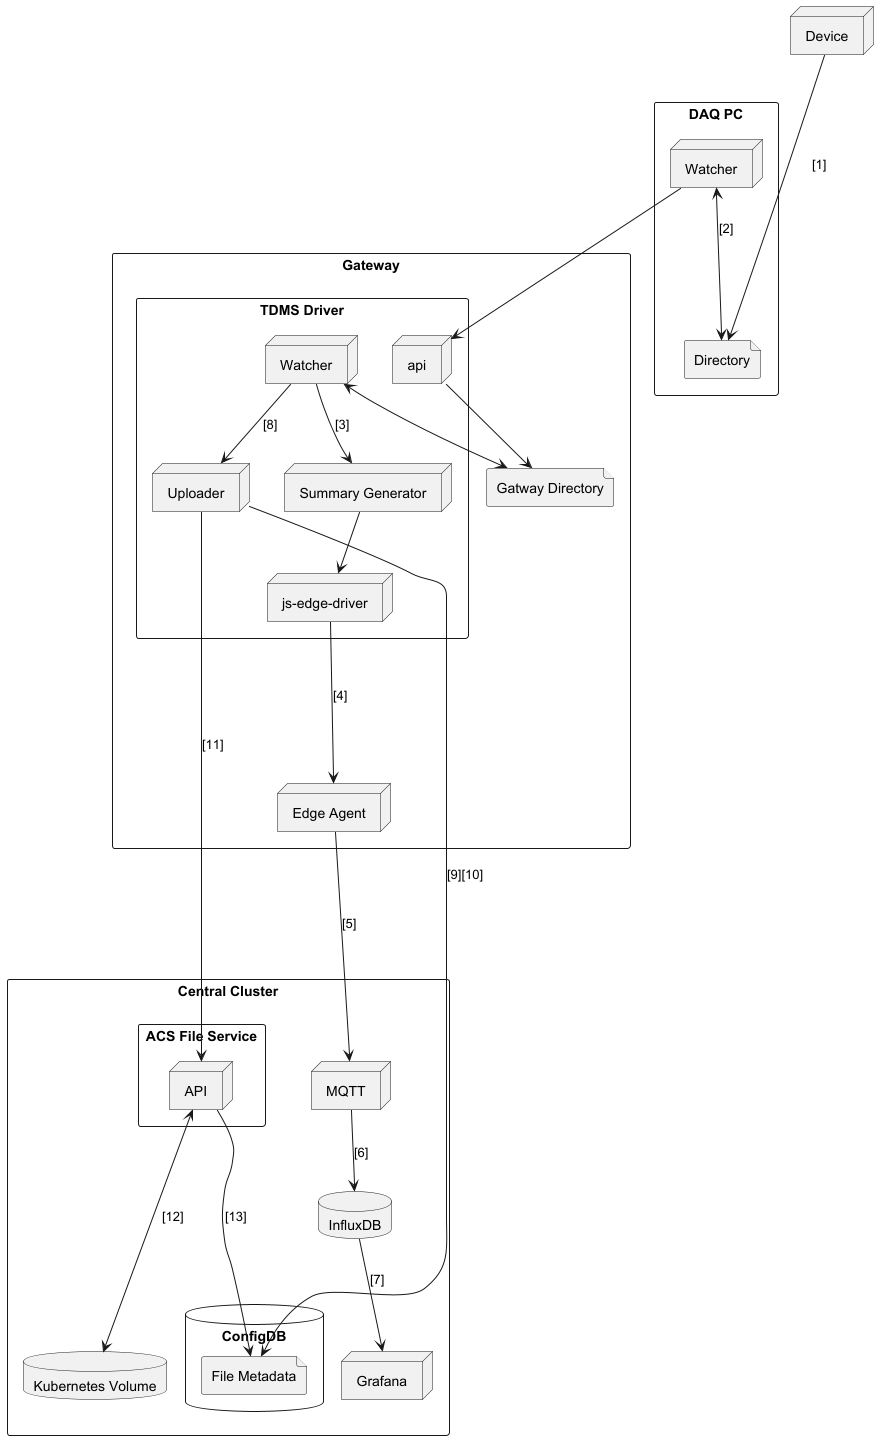 Device
DAQ PC
Watcher
[1]
[2]
Gateway
TDMS Driver
Watcher
api
Directory
[8]
[3]
Uploader
Summary Generator
Gatway Directory
js-edge-driver
[4]
[11]
Edge Agent
[9][10]
[5]
Central Cluster
ACS File Service
API
MQTT
[6]
[12]
[13]
InfluxDB
[7]
ConfigDB
Kubernetes Volume
File Metadata
Grafana